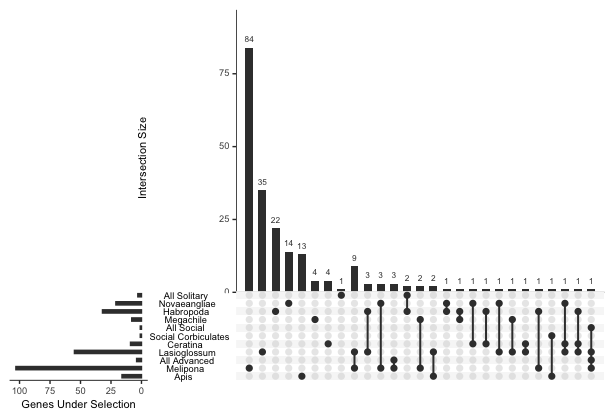 84
75
Intersection Size
50
35
25
22
14 13
9
4 4
3 3 3
2 2 2
1 1 1 1 1 1 1 1 1 1 1 1 1
0
All Solitary
Novaeangliae
Habropoda
Megachile
All Social
Social Corbiculates
Ceratina
Lasioglossum
All Advanced
Melipona
Apis
100 75 50 25 0
Genes Under Selection